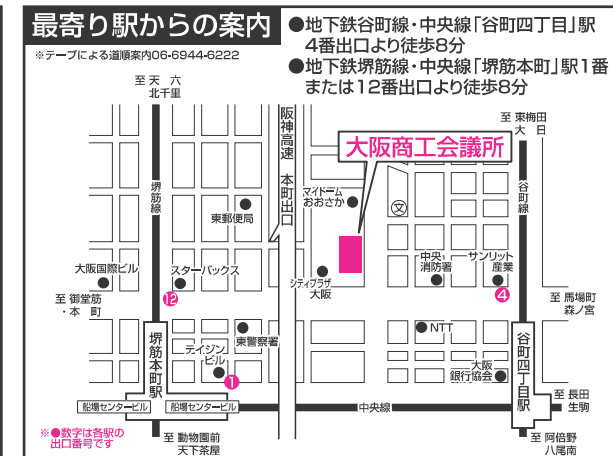 最寄り駅からの案内
※テープによる道順案内06-6944-6222
●地下鉄谷町線・中央線「谷町四丁目」駅
4番出口より徒歩8分
●地下鉄堺筋線・中央線「堺筋本町」駅1番
または12番出口より徒歩8分
至 天 六
北千里
阪神高速 本町出口
至 東梅田
大 日
大阪商工会議所
堺筋線
谷町線
マイドーム
おおさか
文
東郵便局
大阪国際ビル
スターバックス
シティプラザ
大阪
中央
消防署
サンリット
産業
12
4
至 御堂筋
・本 町
至 馬場町
森ノ宮
東警察署
NTT
堺筋本町駅
谷町四丁目駅
テイジン
ビル
1
大阪
銀行協会
船場センタービル
船場センタービル
中央線
至 長田
生駒
※●数字は各駅の
出口番号です
至 動物園前
天下茶屋
至 阿倍野
八尾南